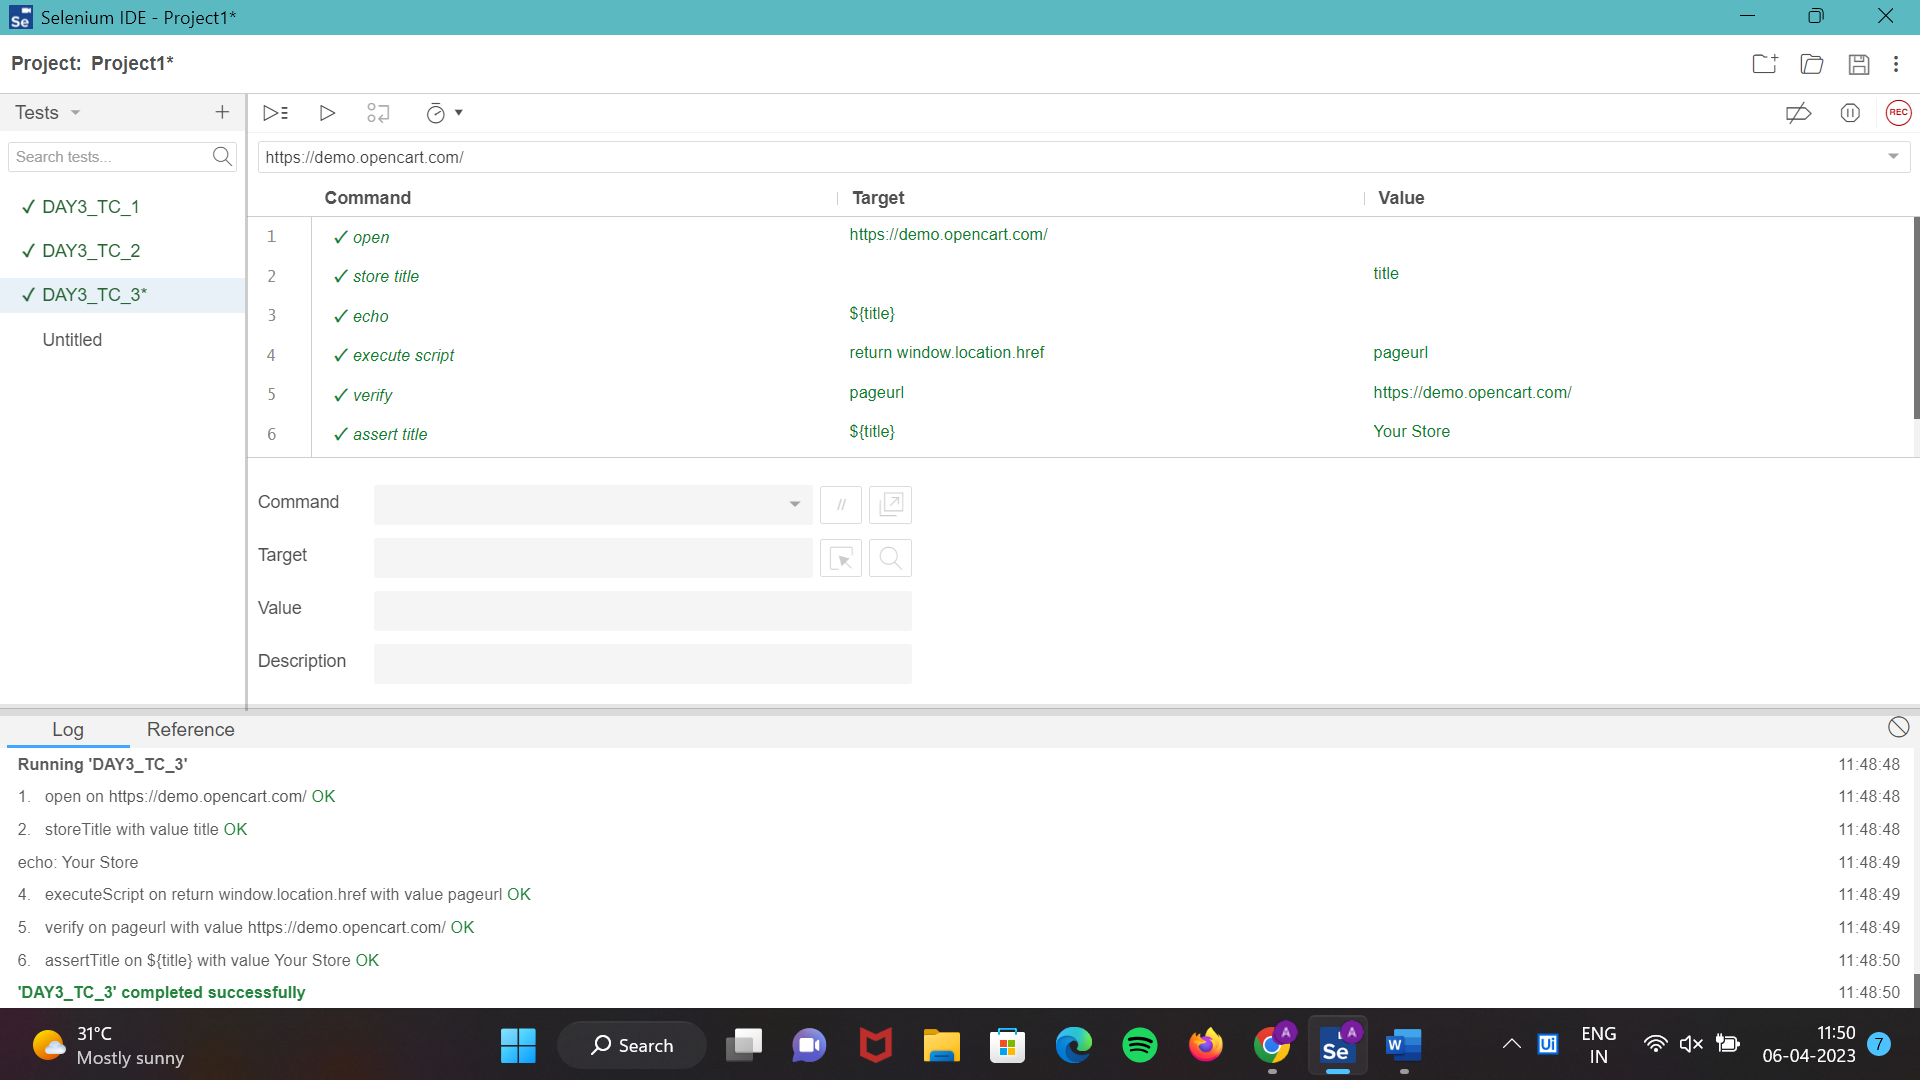 Se Selenium IDE - Project1*
Project: Project1*
Tests
REC
Search tests...
https://demo.opencart.com/
Command Target Value
✓ DAY3_TC_1
✓ DAY3_TC_2
✓ DAY3_TC_3*
Untitled
1 ✓ open https://demo.opencart.com/
2 ✓ store title title
3 ✓ echo ${title}
4 ✓ execute script return window.location.href pageurl
5 ✓ verify pageurl https://demo.opencart.com/
6 ✓ assert title ${title} Your Store
Command //
Target
Value
Description
Log Reference
Running 'DAY3_TC_3' 11:48:48
1. open on https://demo.opencart.com/ OK 11:48:48
2. storeTitle with value title OK 11:48:48
echo: Your Store 11:48:49
4. executeScript on return window.location.href with value pageurl OK 11:48:49
5. verify on pageurl with value https://demo.opencart.com/ OK 11:48:49
6. assertTitle on ${title} with value Your Store OK 11:48:50
'DAY3_TC_3' completed successfully 11:48:50
31°C
Mostly sunny
Search
A
A
Se
W
Ui
ENG
IN
11:50
06-04-2023
7